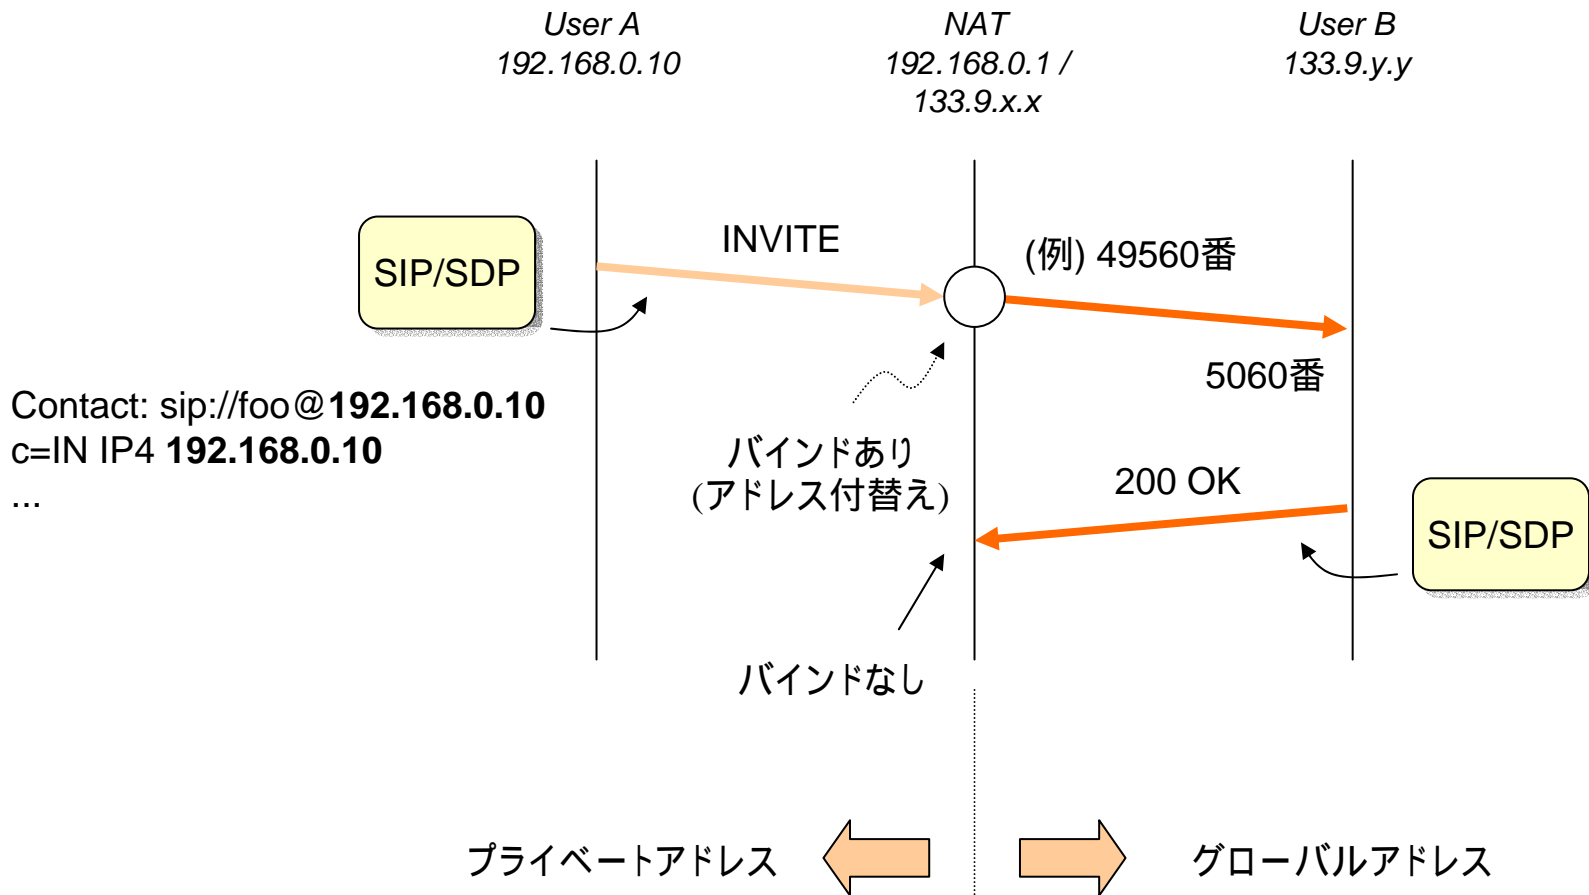 User A
192.168.0.10
NAT
192.168.0.1 /
133.9.x.x
User B
133.9.y.y
SIP/SDP
INVITE
(例) 49560番
5060番
Contact: sip://foo@192.168.0.10
c=IN IP4 192.168.0.10
...
バインドあり
(アドレス付替え)
200 OK
SIP/SDP
バインドなし
プライベートアドレス
グローバルアドレス